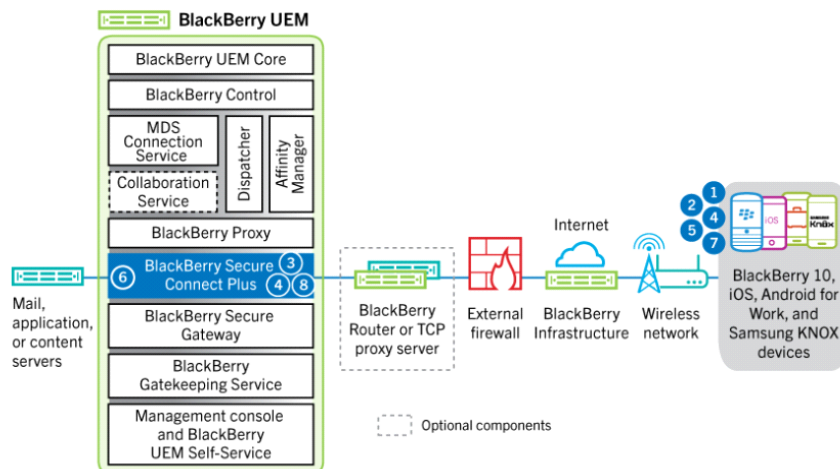 BlackBerry UEM
BlackBerry UEM Core
BlackBerry Control
MDS
Connection
Service
Dispatcher
Affinity
Manager
Collaboration
Service
BlackBerry Proxy
6
BlackBerry Secure
Connect Plus
3
4
8
BlackBerry Secure
Gateway
BlackBerry
Gatekeeping Service
Management console
and BlackBerry
UEM Self-Service
Mail,
application,
or content
servers
BlackBerry
Router or TCP
proxy server
External
firewall
Internet
BlackBerry
Infrastructure
Wireless
network
1
2
4
5
7
iOS
SAMSUNG
Knox
BlackBerry 10,
iOS, Android for
Work, and
Samsung KNOX
devices
Optional components